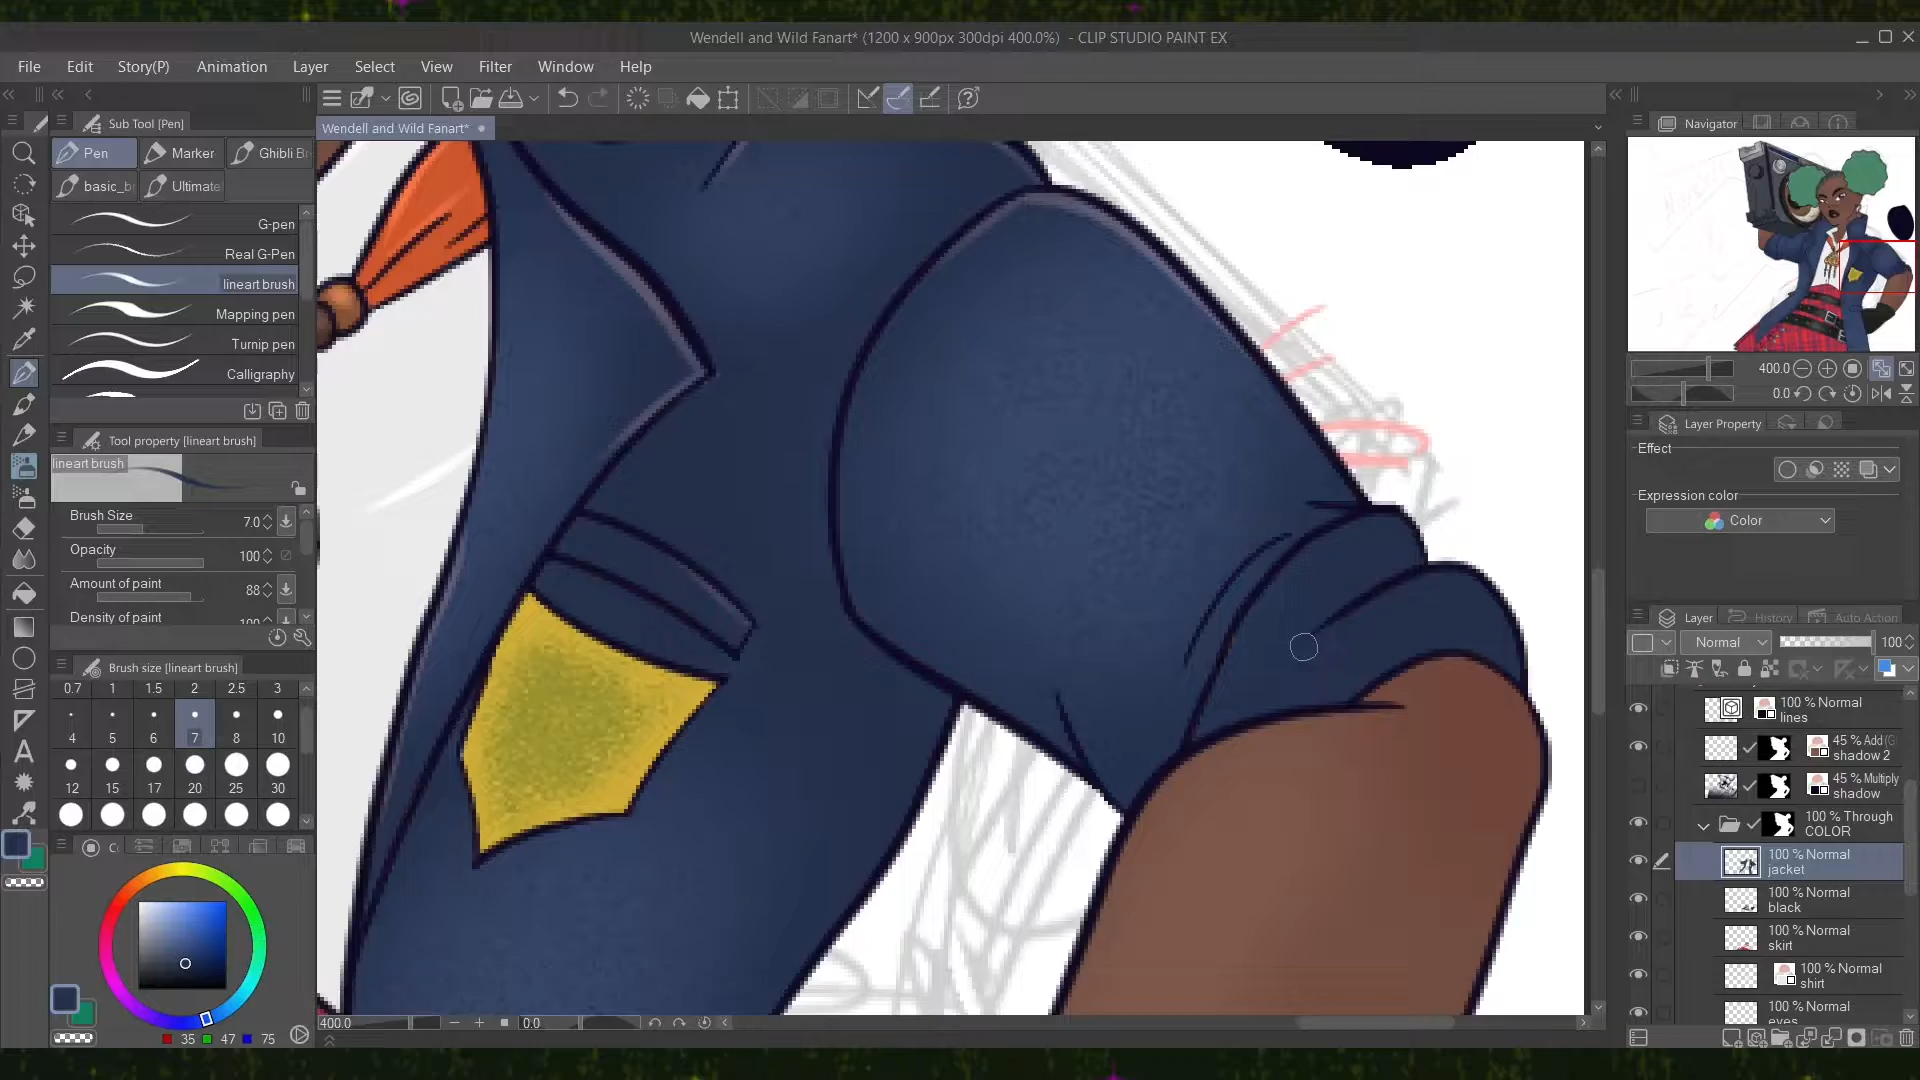 Wendell and Wild Fanart* (1200 x 900px 300dpi 400.0%) - CLIP STUDIO PAINT EX
File Edit Story(P) Animation Layer Select View Filter Window Help
Sub Tool [Pen]
Wendell and Wild Fanart*
Navigator
Pen Marker Ghibli B
basic_b Ultimate
G-pen
Real G-Pen
lineart brush
Mapping pen
Turnip pen
Calligraphy
Tool property [lineart brush]
lineart brush
Brush Size 7.0
Opacity 100
Amount of paint 88
Density of paint 100
Brush size [lineart brush]
0.7 1 1.5 2 2.5 3
4 5 6 7 8 10
12 15 17 20 25 30
C
35 47 75
400.0 0.0
400.0
0.0
Layer Property
Effect
Expression color
Color
Layer History Auto Action
Normal 100
100 % Normal
lines
45 % Add (G
shadow 2
45 % Multiply
shadow
100 % Through
COLOR
100 % Normal
jacket
100 % Normal
black
100 % Normal
skirt
100 % Normal
shirt
100 % Normal
eyes
A